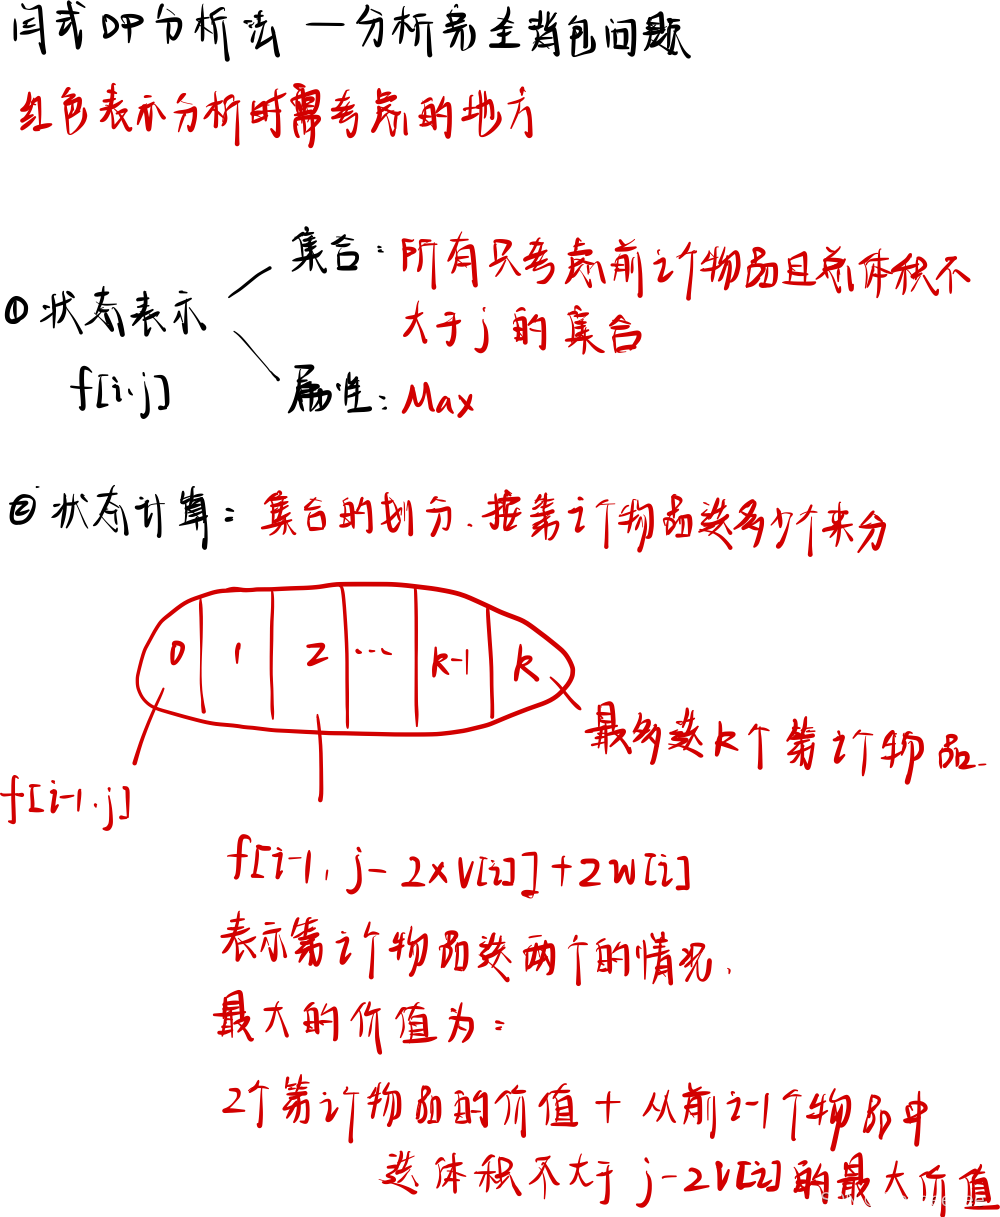 闫式DP分析法 — 分析完全背包问题
红色表示分析时需考虑的地方
集合：所有只考虑前i个物品且总体积不
大于j的集合
① 状态表示
f[i,j]
属性：Max
② 状态计算：集合的划分.按第i个物品选多少个来分
0 1 2 ... k-1 k
最多选k个第i个物品.
f[i-1,j]
f[i-1, j-2×v[i]]+2w[i]
表示第i个物品选两个的情况.
最大的价值为：
2个第i个物品的价值 + 从前i-1个物品中
选体积不大于j-2v[i]的最大价值